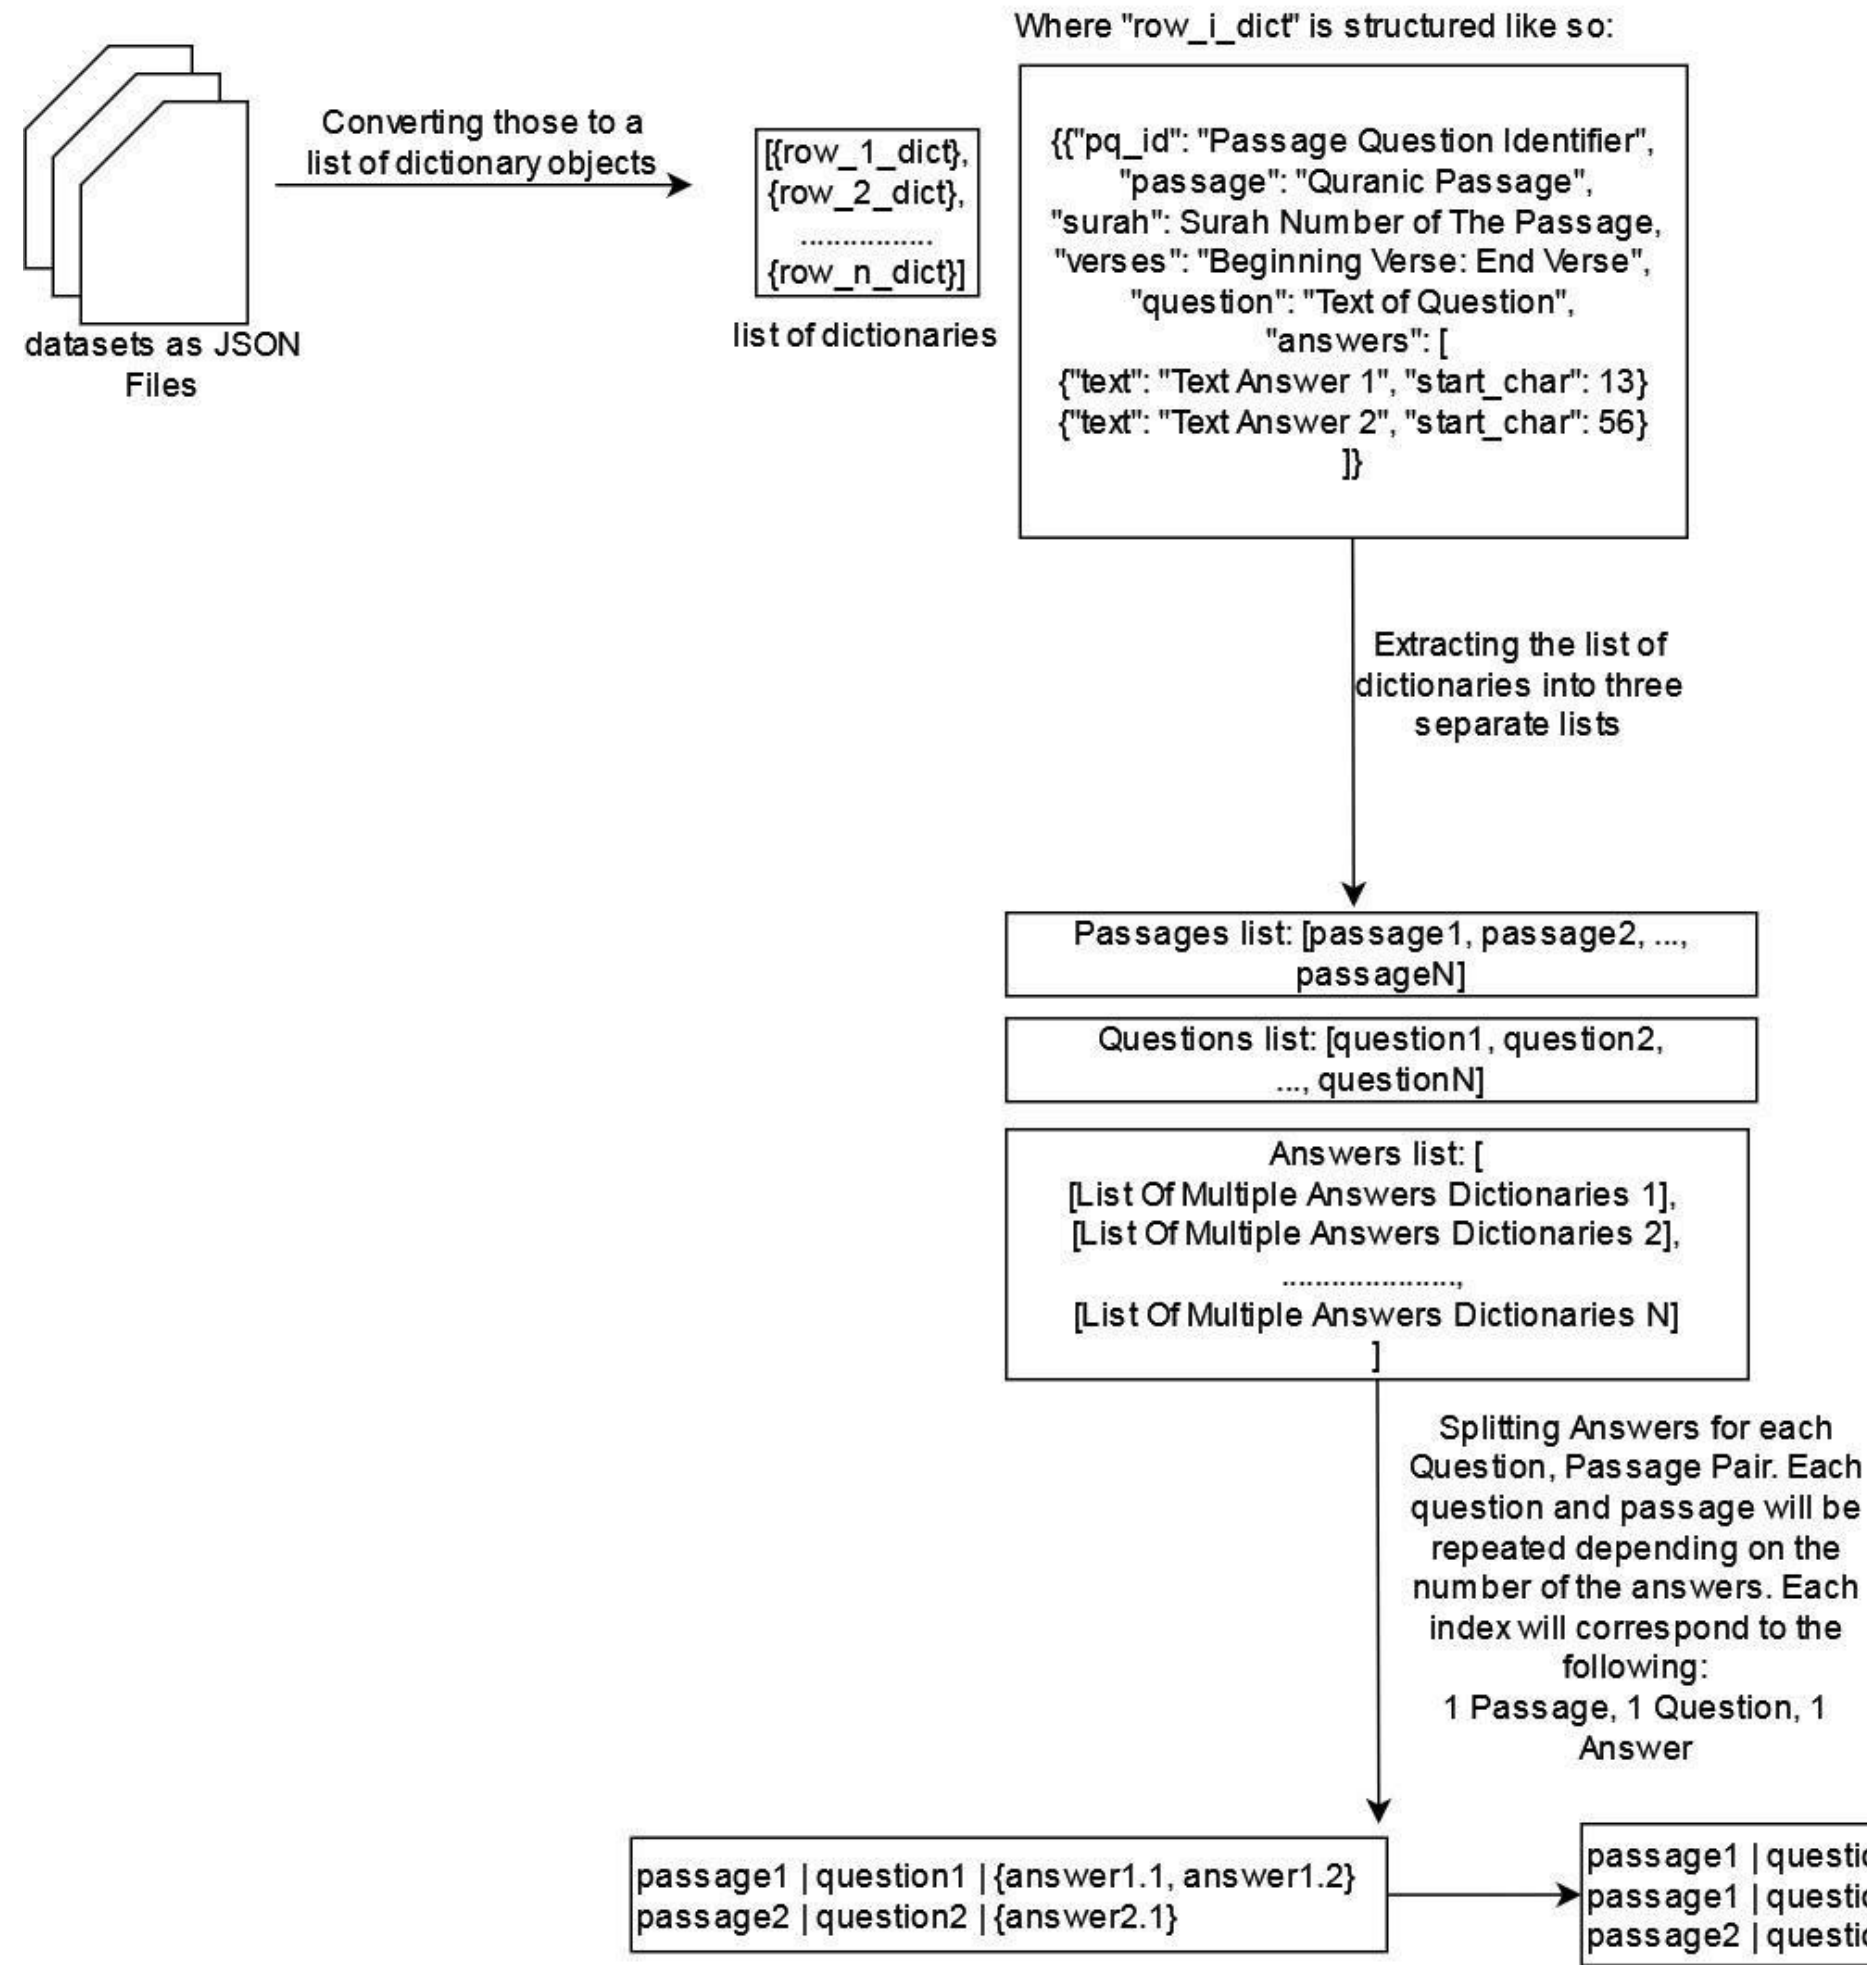 Where "row_i_dict" is structured like so:
Converting those to a
list of dictionary objects
datasets as JSON
Files
[{row_1_dict},
{row_2_dict},
................
{row_n_dict}]
list of dictionaries
{{"pq_id": "Passage Question Identifier",
"passage": "Quranic Passage",
"surah": Surah Number of The Passage,
"verses": "Beginning Verse: End Verse",
"question": "Text of Question",
"answers": [
{"text": "Text Answer 1", "start_char": 13}
{"text": "Text Answer 2", "start_char": 56}
]}
Extracting the list of
dictionaries into three
separate lists
Passages list: [passage1, passage2, ...,
passageN]
Questions list: [question1, question2,
..., questionN]
Answers list: [
[List Of Multiple Answers Dictionaries 1],
[List Of Multiple Answers Dictionaries 2],
.....................,
[List Of Multiple Answers Dictionaries N]
]
Splitting Answers for each
Question, Passage Pair. Each
question and passage will be
repeated depending on the
number of the answers. Each
index will correspond to the
following:
1 Passage, 1 Question, 1
Answer
passage1 | question1 | {answer1.1, answer1.2}
passage2 | question2 | {answer2.1}
passage1 |
passage1 |
passage2 |